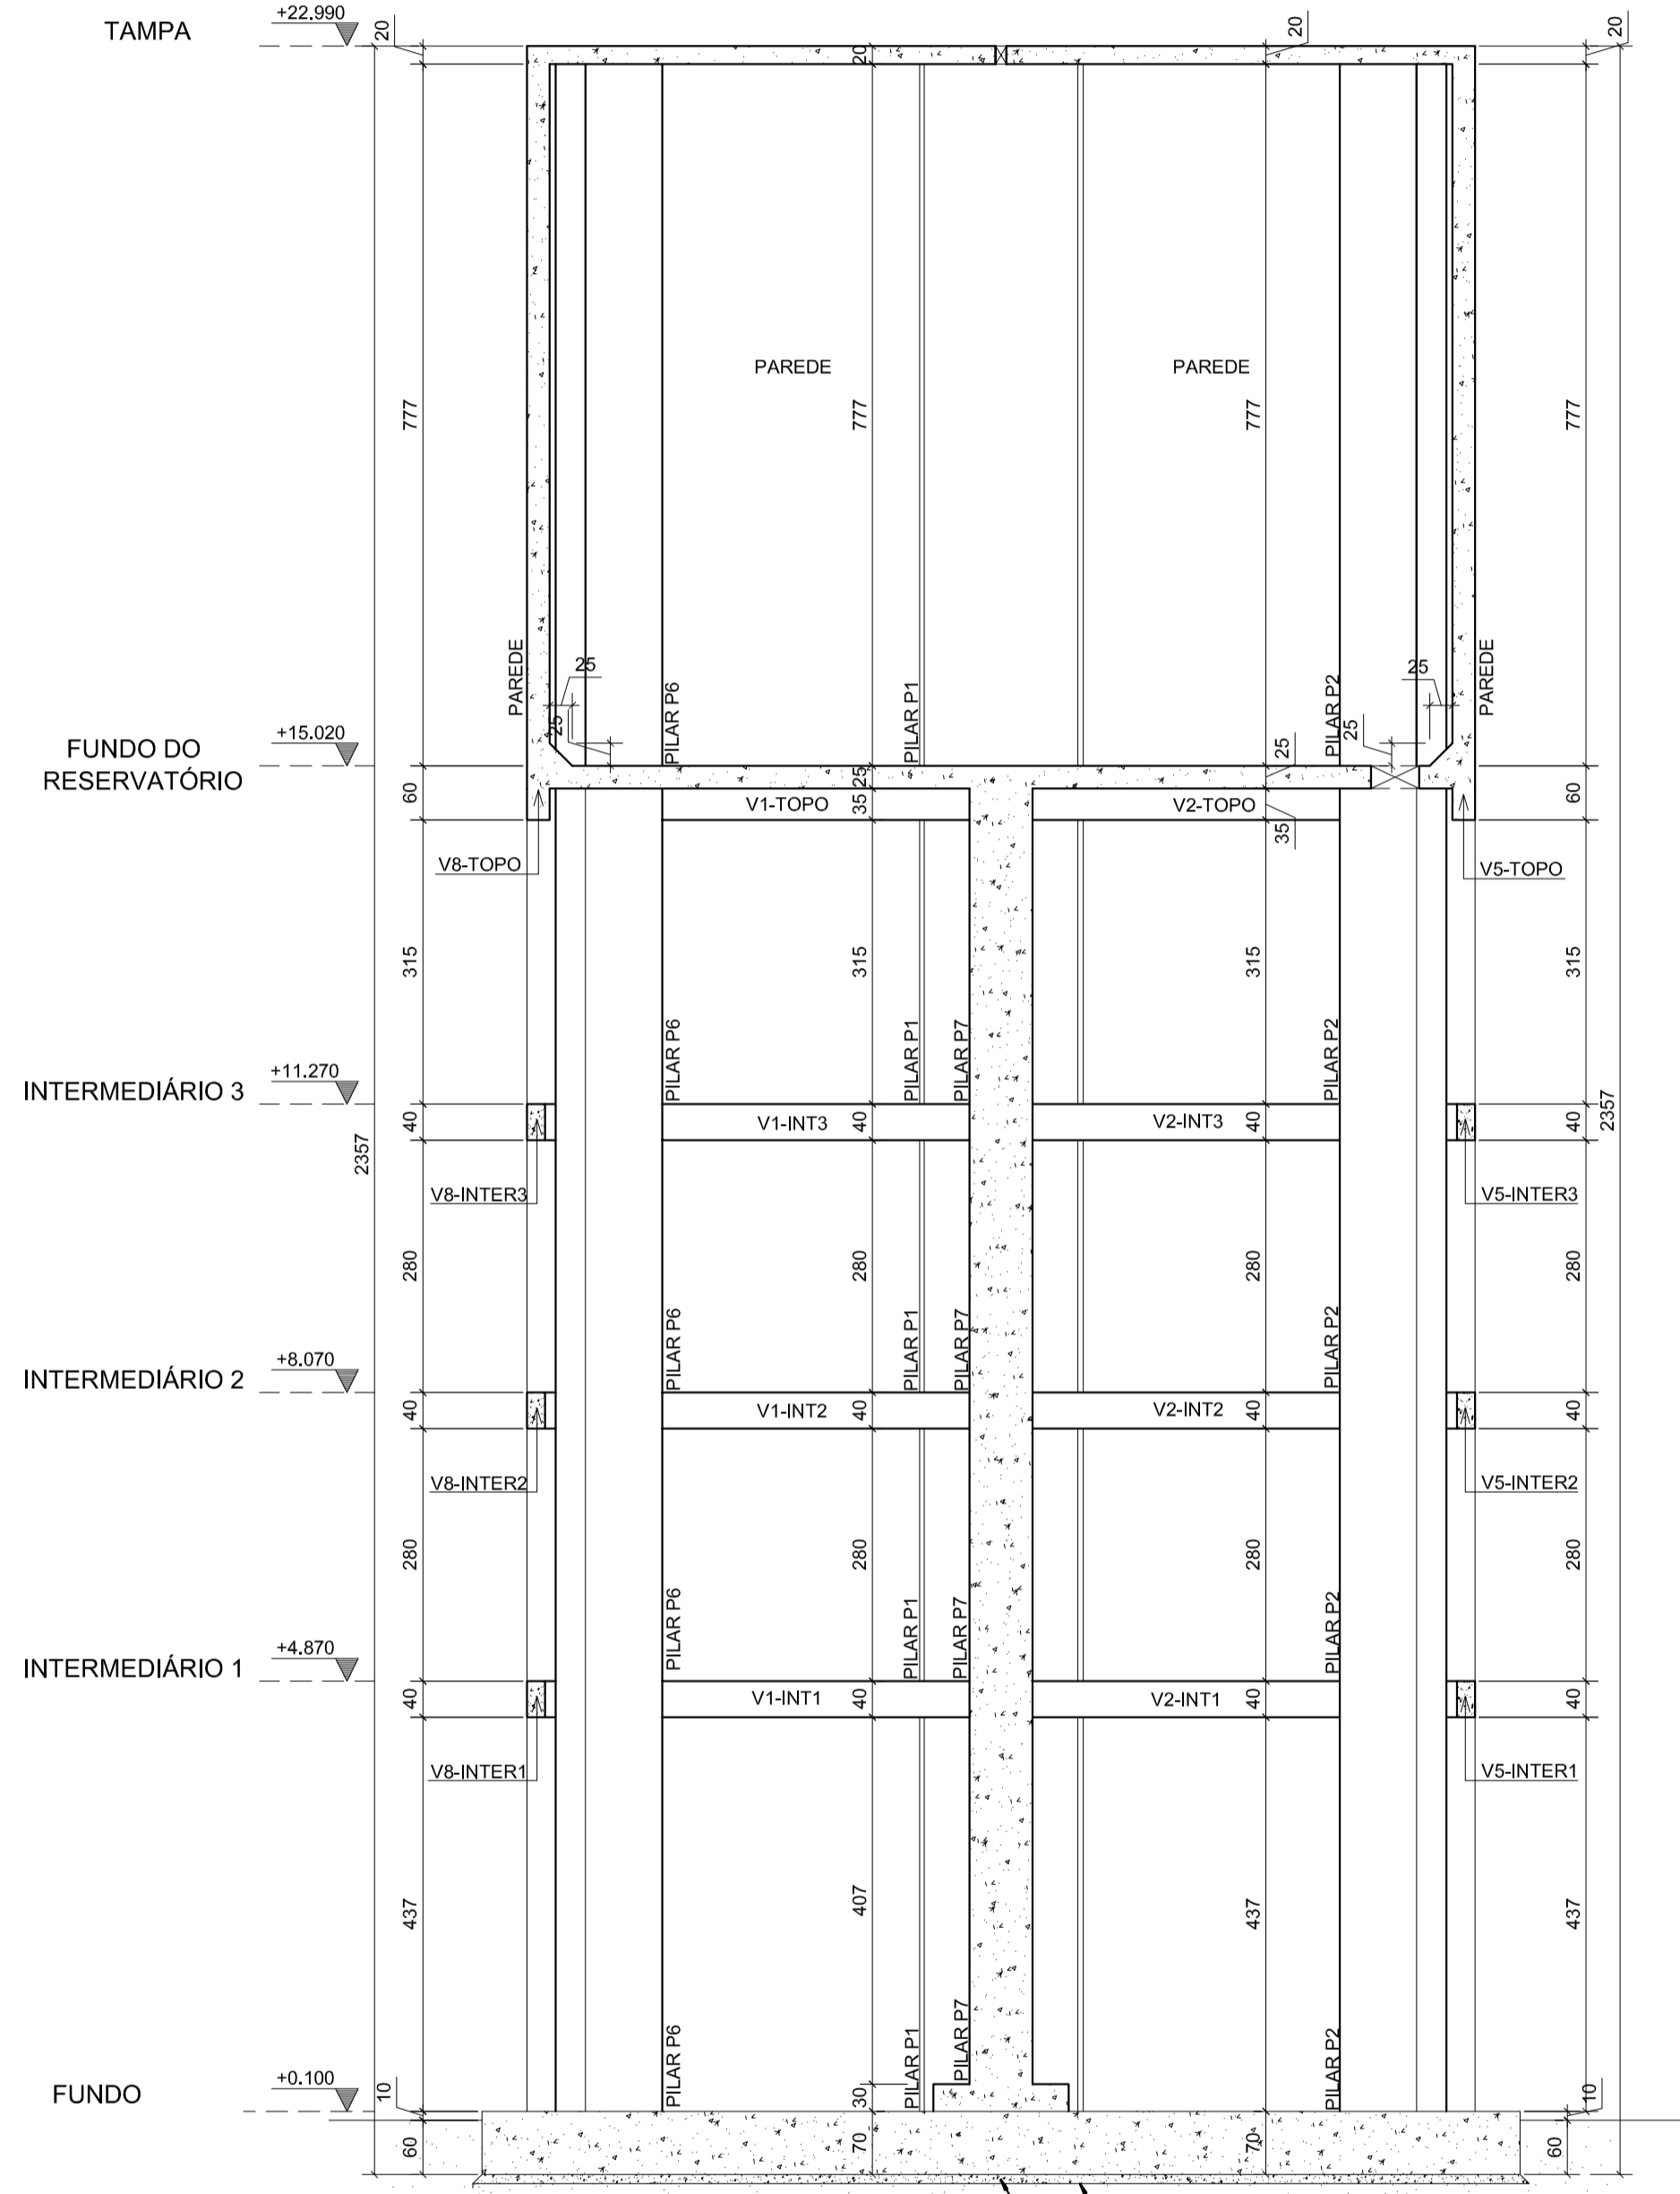 +22.990
TAMPA
20
20
20
20
PAREDE
PAREDE
777
777
777
777
PAREDE
25
25
PILAR P6
PILAR P1
PILAR P2
25
25
PAREDE
+15.020
FUNDO DO
RESERVATÓRIO
60
V1-TOPO
35
25
V2-TOPO
25
35
60
V8-TOPO
V5-TOPO
315
315
315
315
PILAR P6
PILAR P1
PILAR P7
PILAR P2
+11.270
INTERMEDIÁRIO 3
40
V1-INT3
40
V2-INT3
40
40
2357
2357
V8-INTER3
V5-INTER3
280
280
280
280
PILAR P6
PILAR P1
PILAR P7
PILAR P2
+8.070
INTERMEDIÁRIO 2
40
V1-INT2
40
V2-INT2
40
40
V8-INTER2
V5-INTER2
280
280
280
280
PILAR P6
PILAR P1
PILAR P7
PILAR P2
+4.870
INTERMEDIÁRIO 1
40
V1-INT1
40
V2-INT1
40
40
V8-INTER1
V5-INTER1
437
407
437
437
PILAR P6
PILAR P1
PILAR P7
PILAR P2
+0.100
FUNDO
10
30
10
60
70
70
60